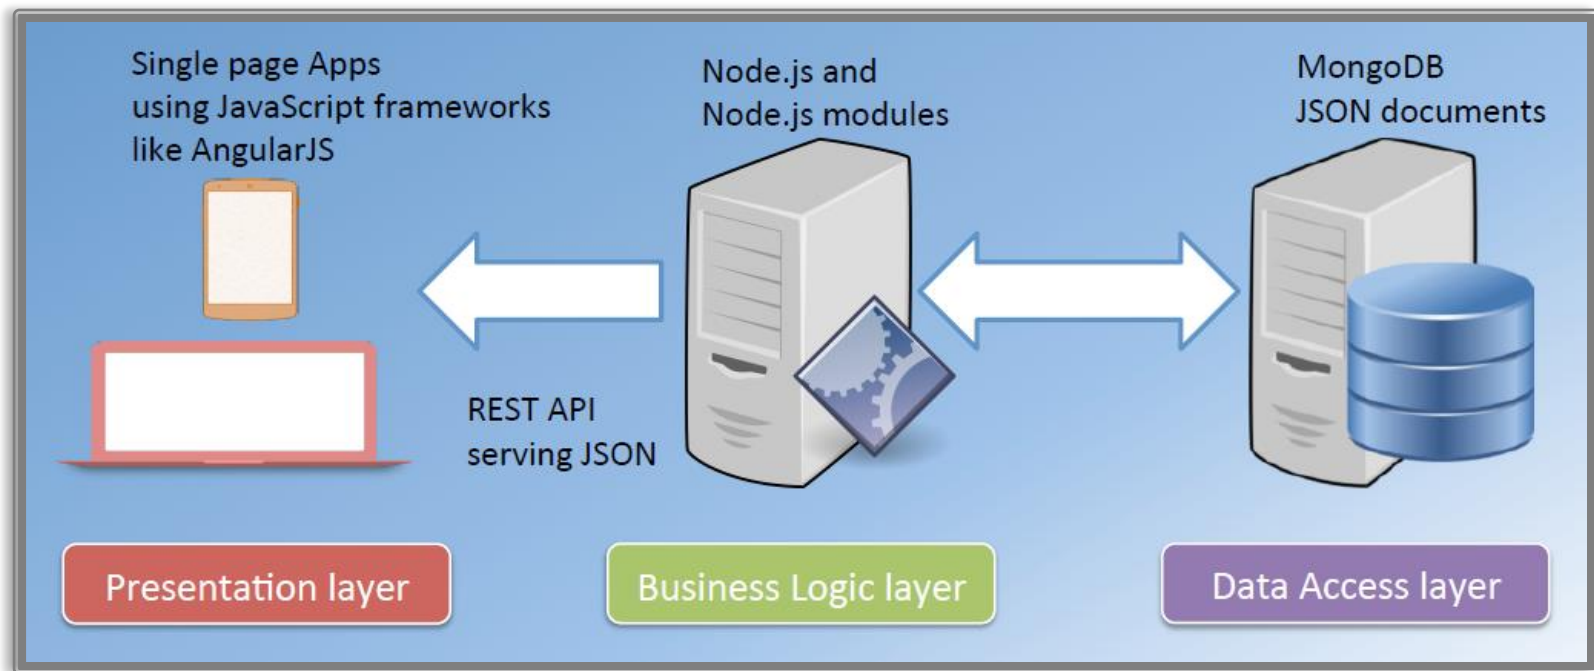 Single page Apps
using JavaScript frameworks
like AngularJS
Node.js and
Node.js modules
MongoDB
JSON documents
REST API
serving JSON
Presentation layer
Business Logic layer
Data Access layer